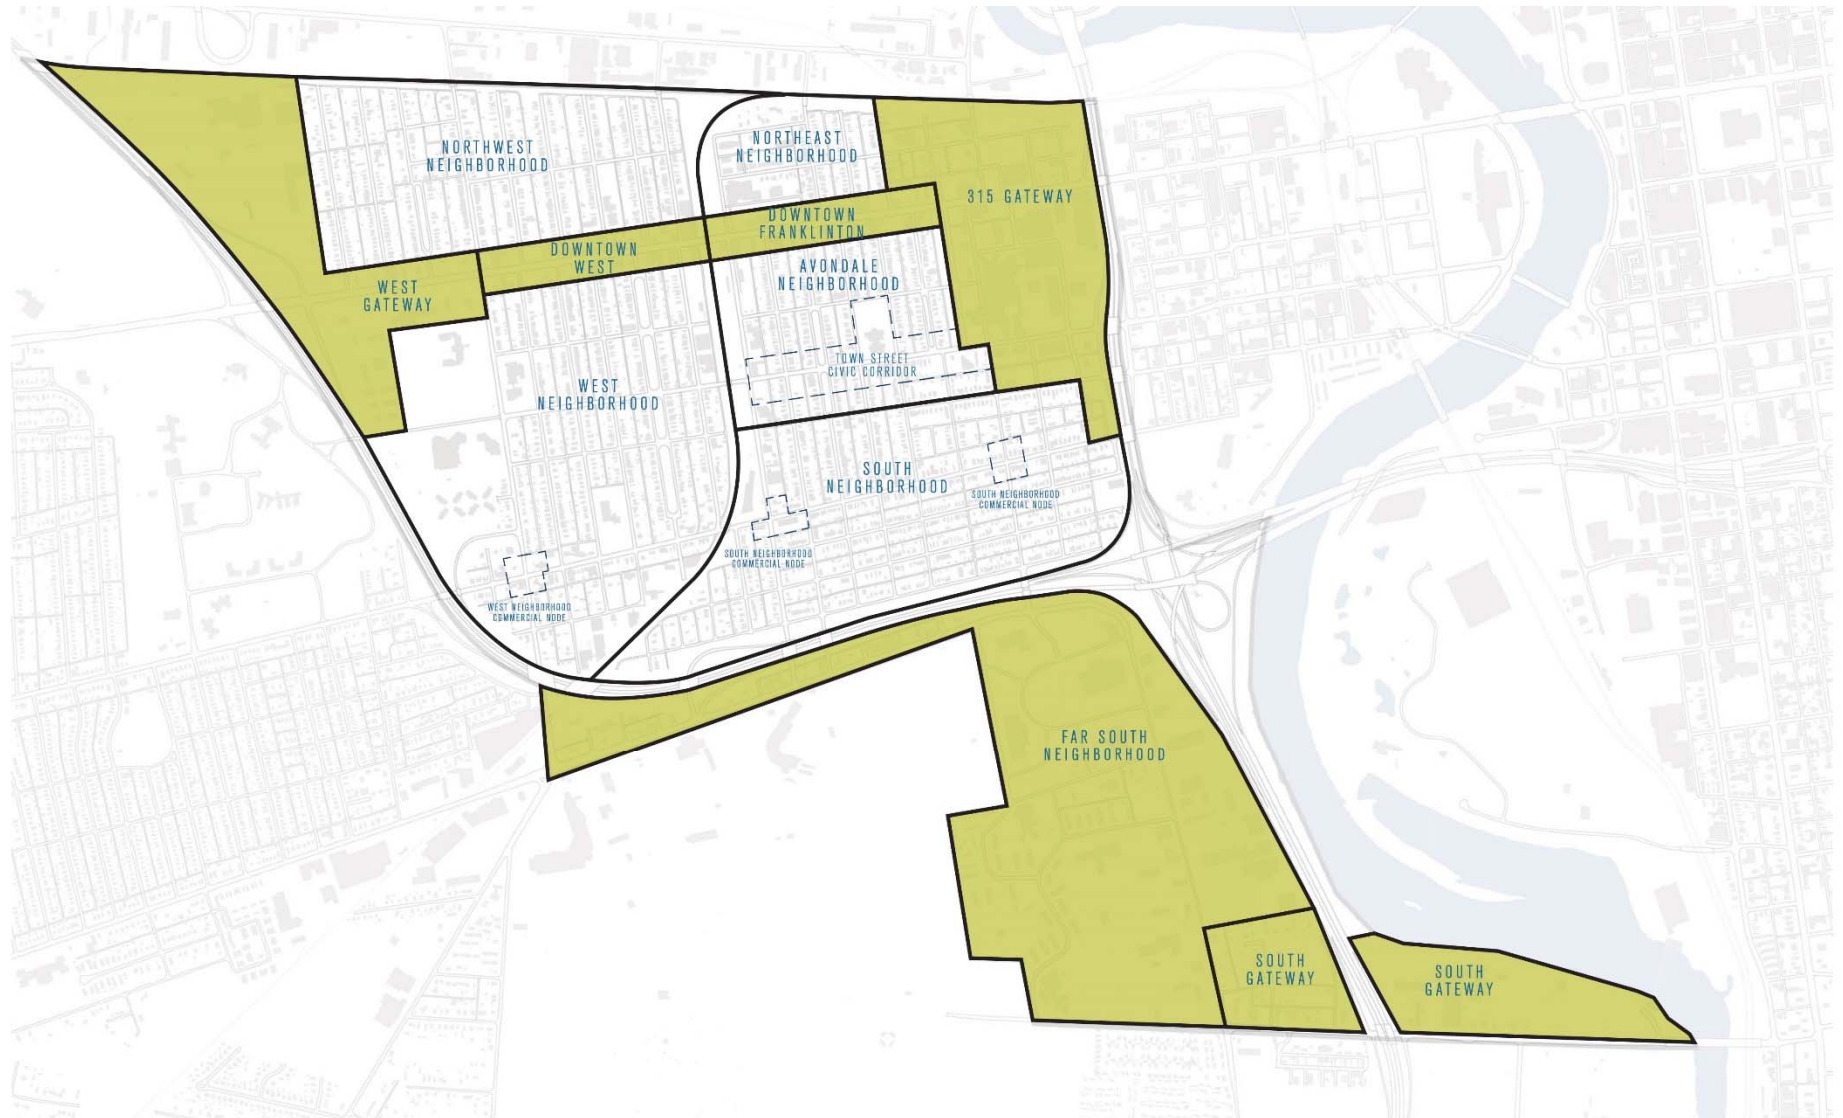 NORTHWEST
NEIGHBORHOOD
NORTHEAST
NEIGHBORHOOD
315 GATEWAY
DOWNTOWN
FRANKLINTON
DOWNTOWN
WEST
WEST
GATEWAY
AVONDALE
NEIGHBORHOOD
TOWN STREET
CIVIC CORRIDOR
WEST
NEIGHBORHOOD
SOUTH
NEIGHBORHOOD
SOUTH NEIGHBORHOOD
COMMERCIAL NODE
SOUTH NEIGHBORHOOD
COMMERCIAL NODE
WEST NEIGHBORHOOD
COMMERCIAL NODE
FAR SOUTH
NEIGHBORHOOD
SOUTH
GATEWAY
SOUTH
GATEWAY